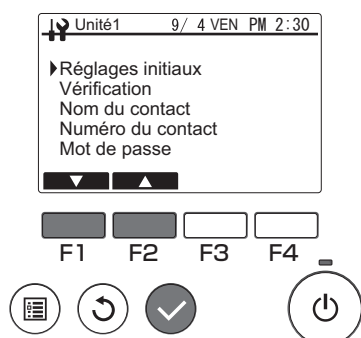 Unité1 9/ 4 VEN PM 2:30
Réglages initiaux
Vérification
Nom du contact
Numéro du contact
Mot de passe
F1 F2 F3 F4